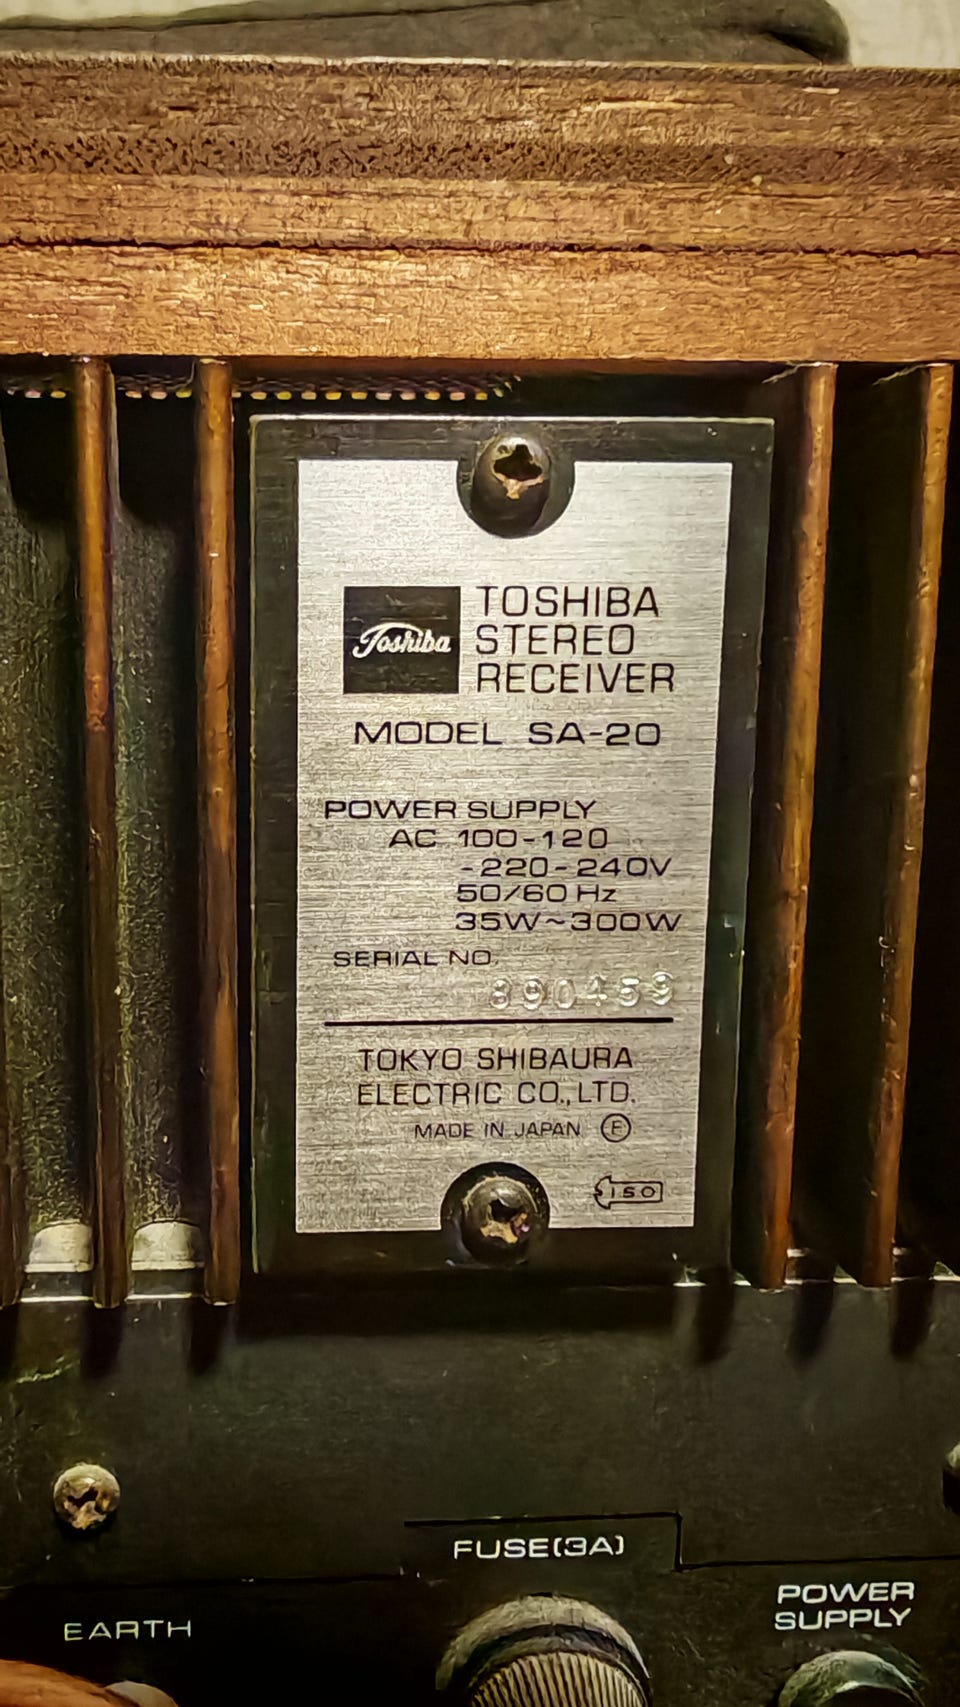 Toshiba
TOSHIBA
STEREO
RECEIVER
MODEL SA-20
POWER SUPPLY
AC 100-120
-220-240V
50/60 Hz
35W~300W
SERIAL NO.
890459
TOKYO SHIBAURA
ELECTRIC CO.,LTD.
MADE IN JAPAN Ⓔ
ISO
FUSE(3A)
POWER
SUPPLY
EARTH